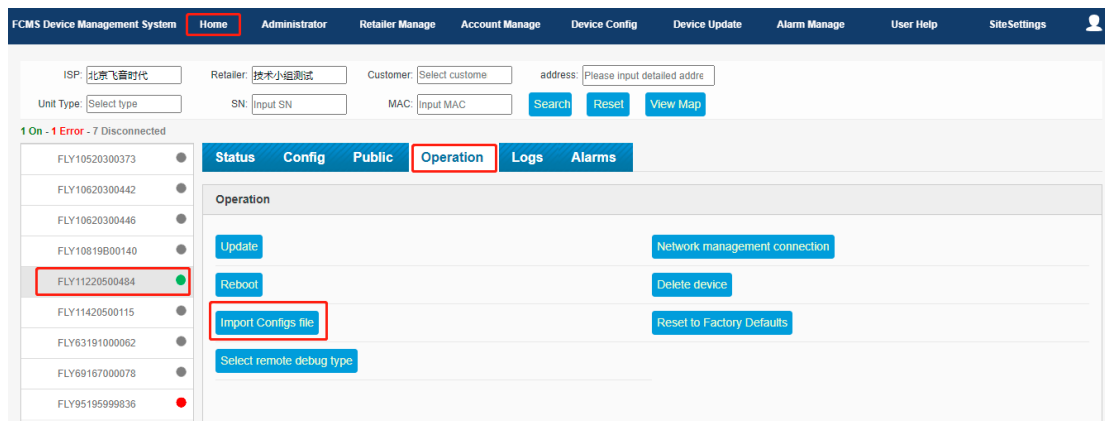 FCMS Device Management System Home Administrator Retailer Manage Account Manage Device Config Device Update Alarm Manage User Help SiteSettings
ISP: 北京飞音时代 Retailer: 技术小组测试 Customer: Select custome address: Please input detailed addre
Unit Type: Select type SN: Input SN MAC: Input MAC Search Reset View Map
1 On - 1 Error - 7 Disconnected
FLY10520300373
FLY10620300442
FLY10620300446
FLY10819B00140
FLY11220500484
FLY11420500115
FLY63191000062
FLY69167000078
FLY95195999836
Status Config Public Operation Logs Alarms
Operation
Update Network management connection
Reboot Delete device
Import Configs file Reset to Factory Defaults
Select remote debug type